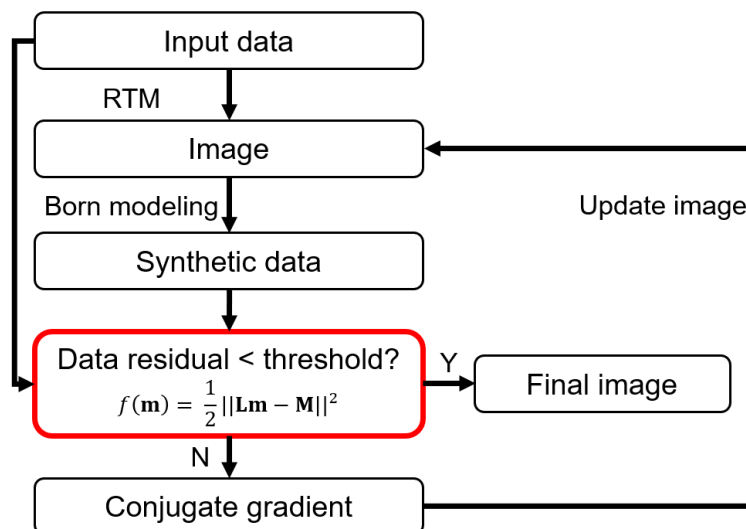 Input data
RTM
Image
Born modeling
Update image
Synthetic data
Data residual < threshold?
f(𝐦) = 1/2 ||𝐋𝐦 − 𝐌||²
Y
Final image
N
Conjugate gradient